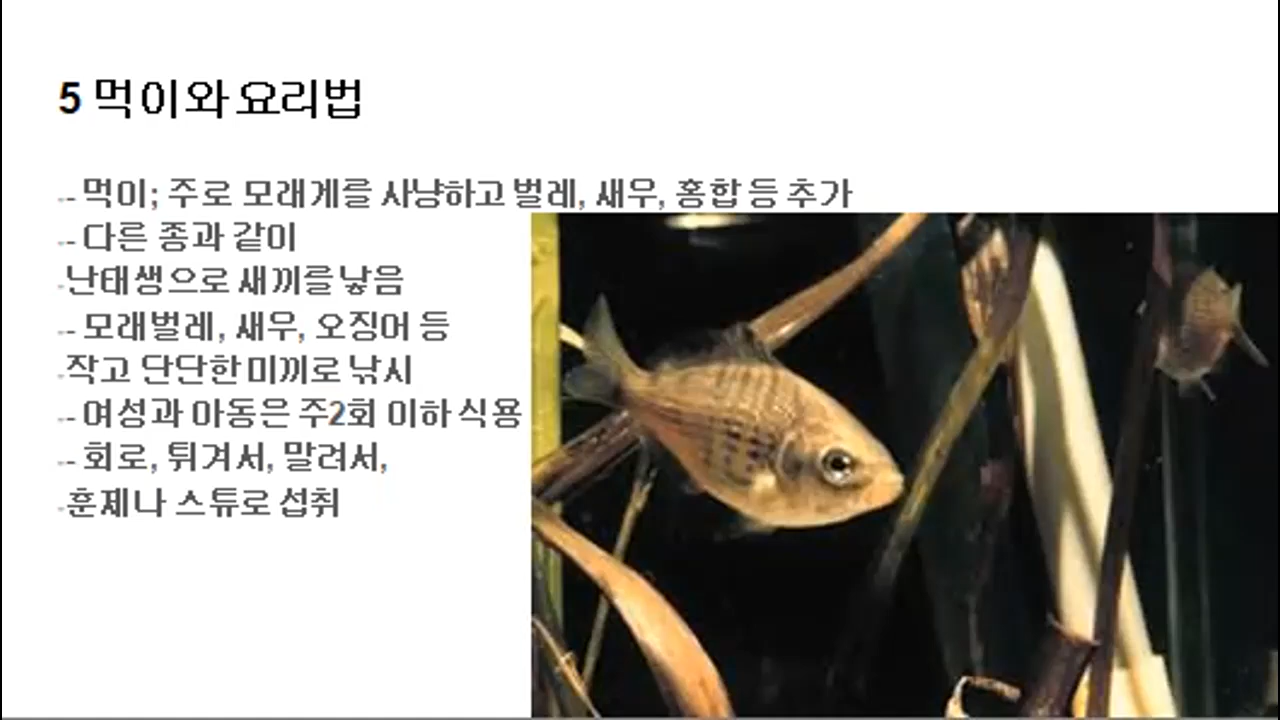 5 먹이와 요리법
-- 먹이; 주로 모래게를 사냥하고 벌레, 새우, 홍합 등 추가
-- 다른 종과 같이
-난태생으로 새끼를 낳음
-- 모래벌레, 새우, 오징어 등
-작고 단단한 미끼로 낚시
-- 여성과 아동은 주2회 이하 식용
-- 회로, 튀겨서, 말려서,
-훈제나 스튜로 섭취